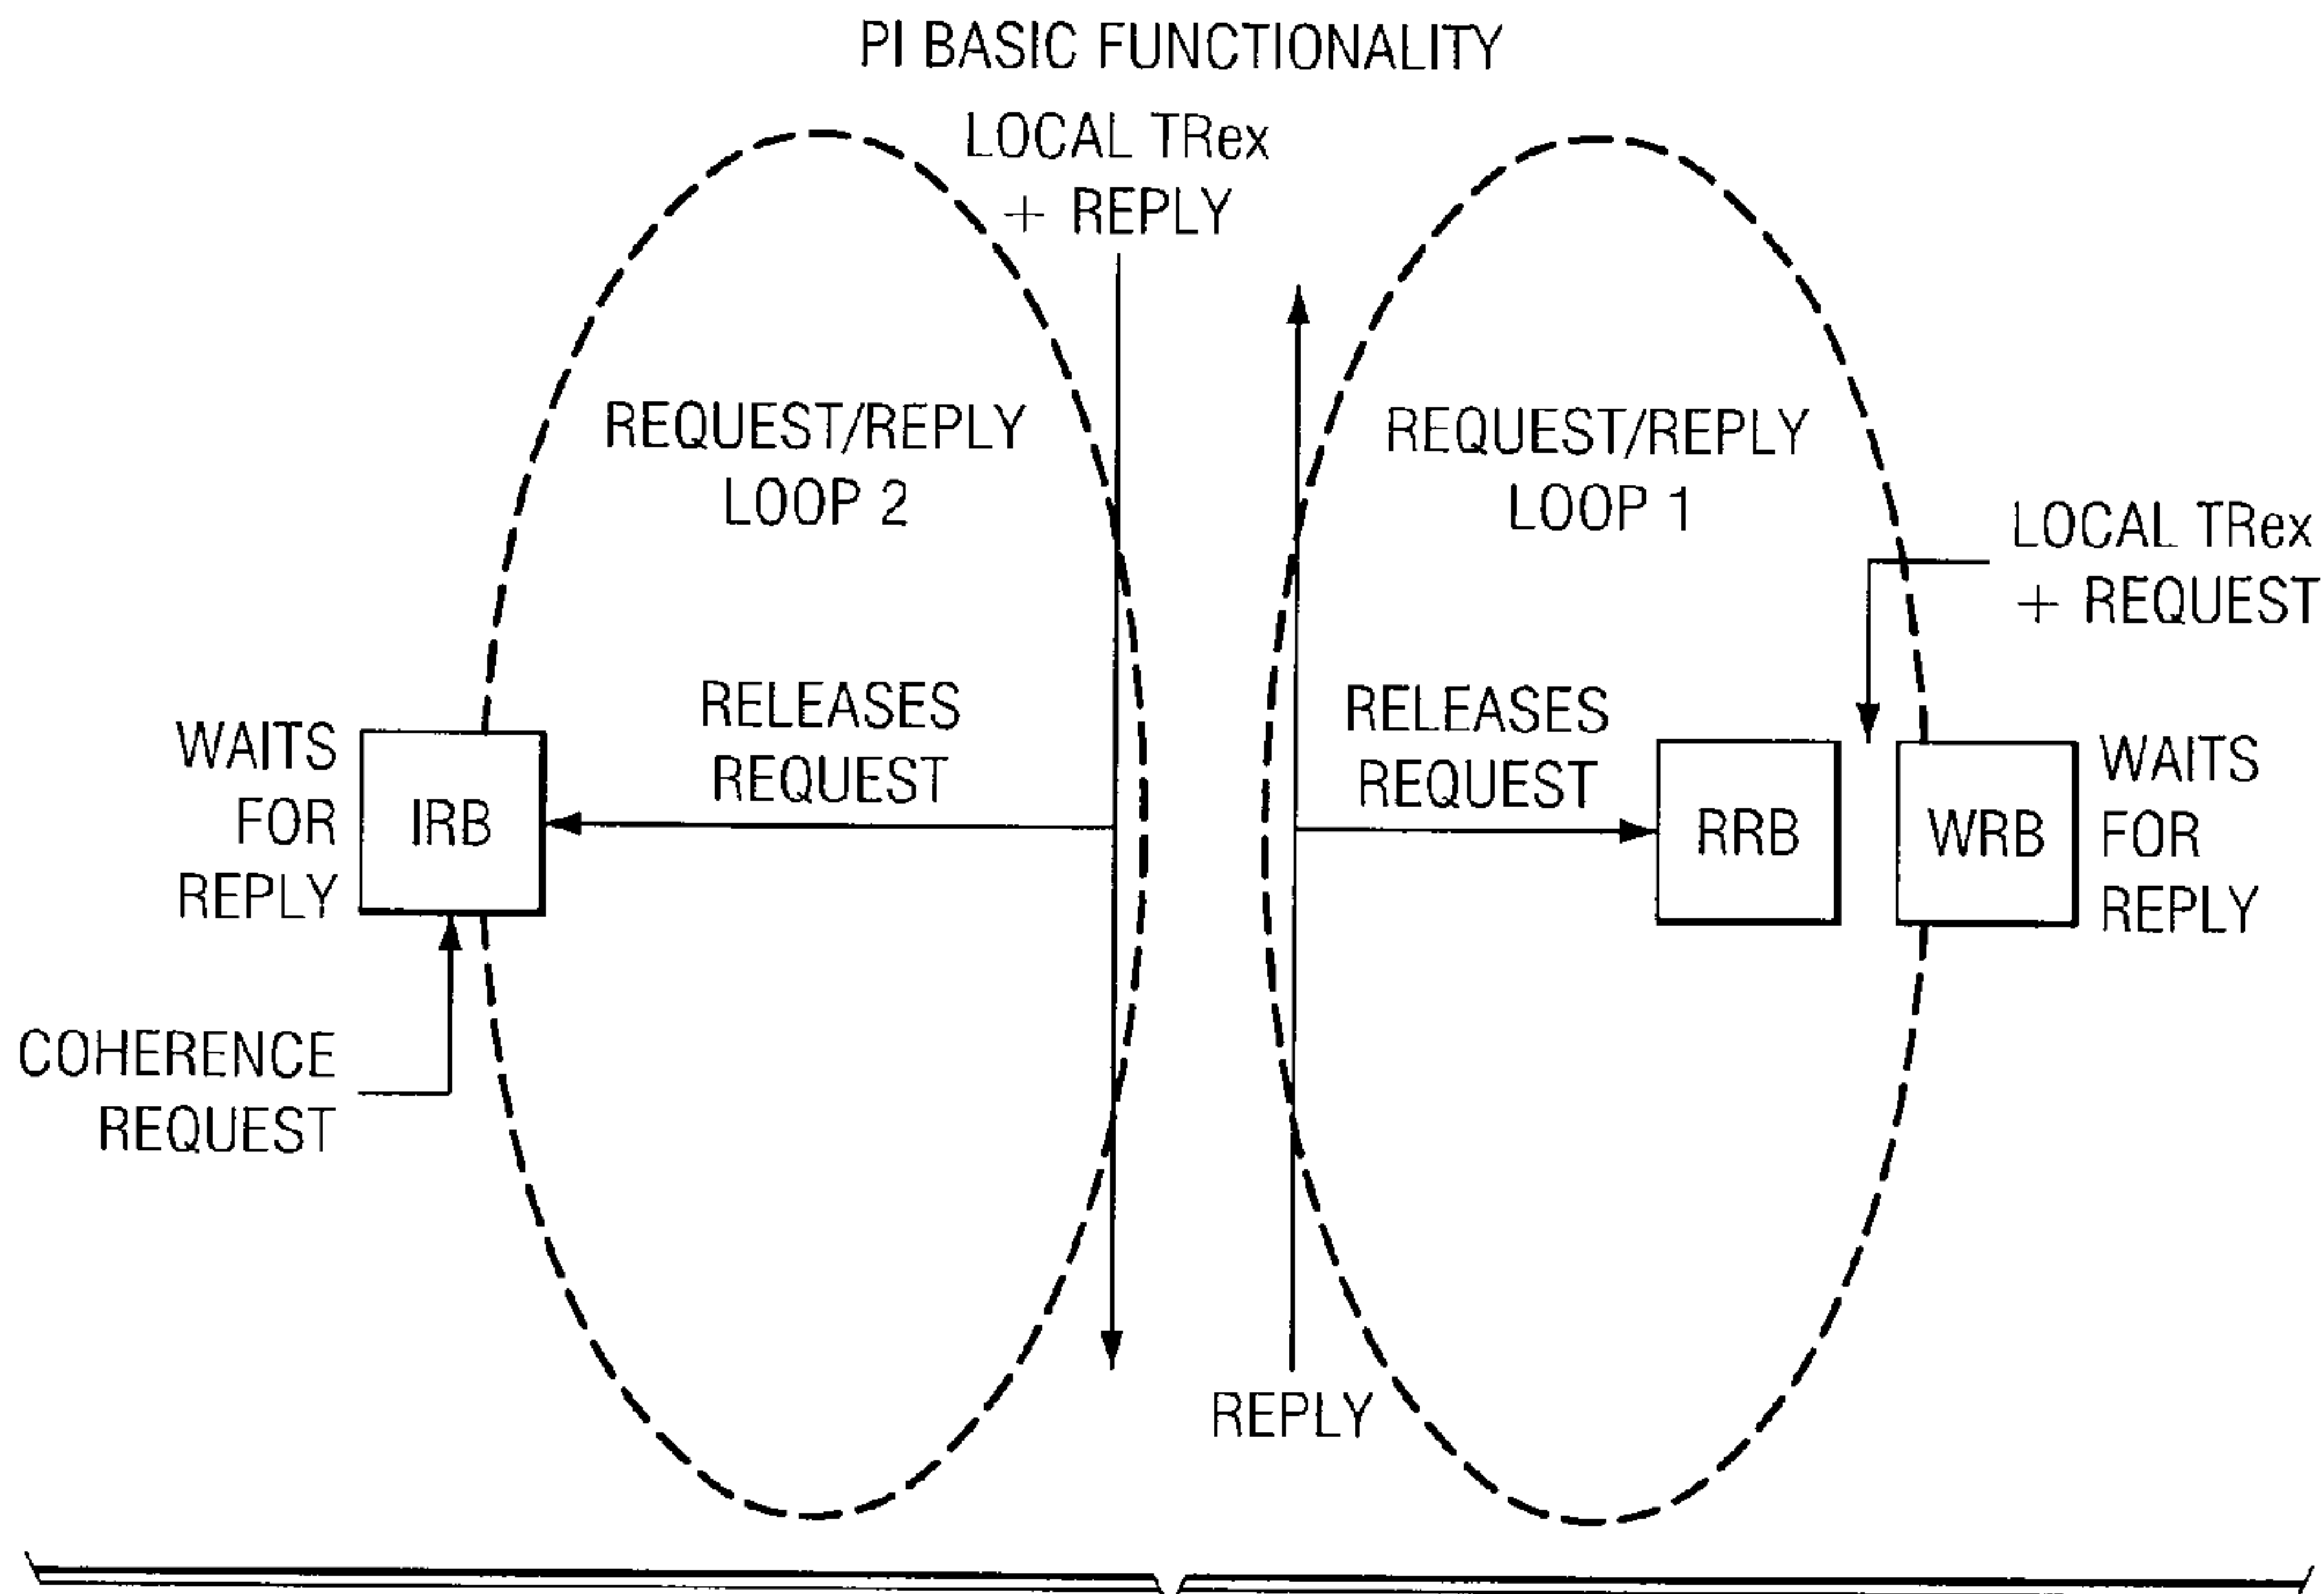 PI BASIC FUNCTIONALITY
LOCAL TRex
+ REPLY
REQUEST/REPLY
LOOP 2
REQUEST/REPLY
LOOP 1
LOCAL TRex
+ REQUEST
RELEASES
REQUEST
RELEASES
REQUEST
WAITS
FOR
REPLY
IRB
RRB
WRB
WAITS
FOR
REPLY
COHERENCE
REQUEST
REPLY